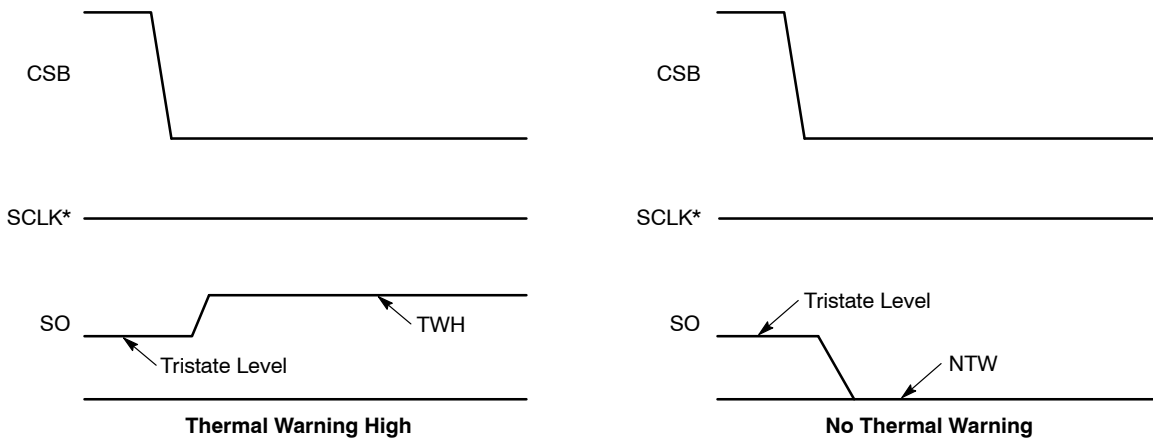 CSB
SCLK*
SO
TWH
Tristate Level
Thermal Warning High
CSB
SCLK*
SO
Tristate Level
NTW
No Thermal Warning